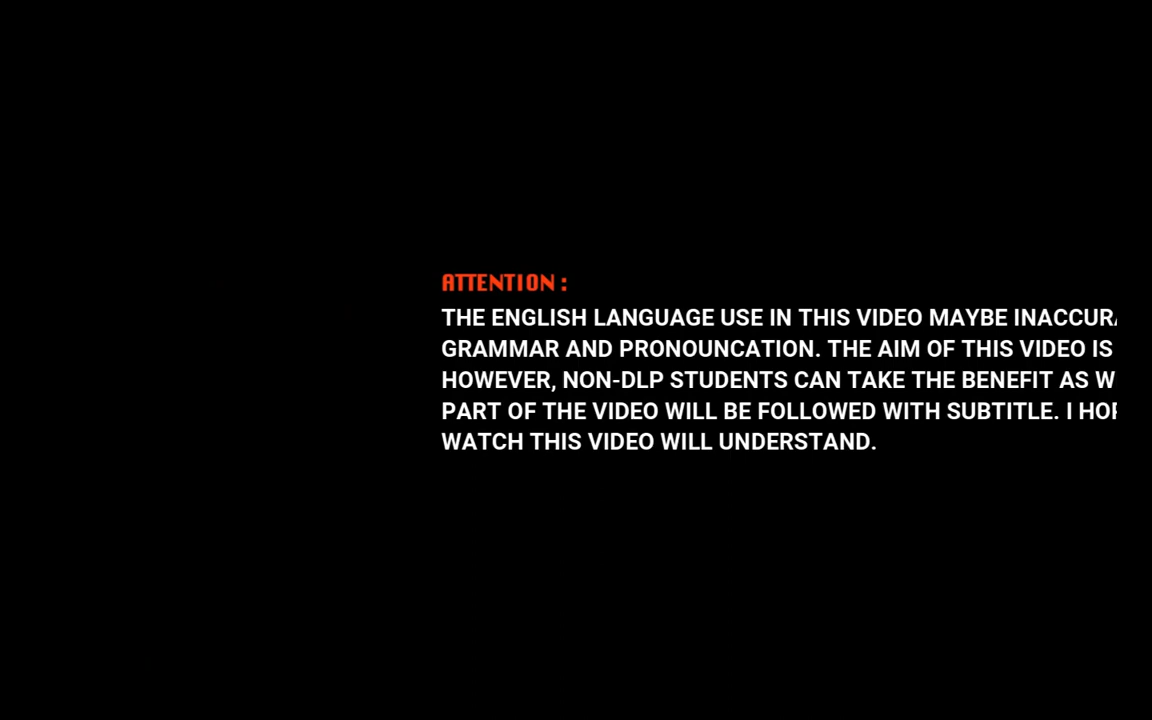 ATTENTION :
THE ENGLISH LANGUAGE USE IN THIS VIDEO MAYBE
GRAMMAR AND PRONOUNCATION. THE AIM OF THIS VIDEO IS
HOWEVER, NON-DLP STUDENTS CAN TAKE THE BENEFIT AS
PART OF THE VIDEO WILL BE FOLLOWED WITH SUBTITLE. I
WATCH THIS VIDEO WILL UNDERSTAND.